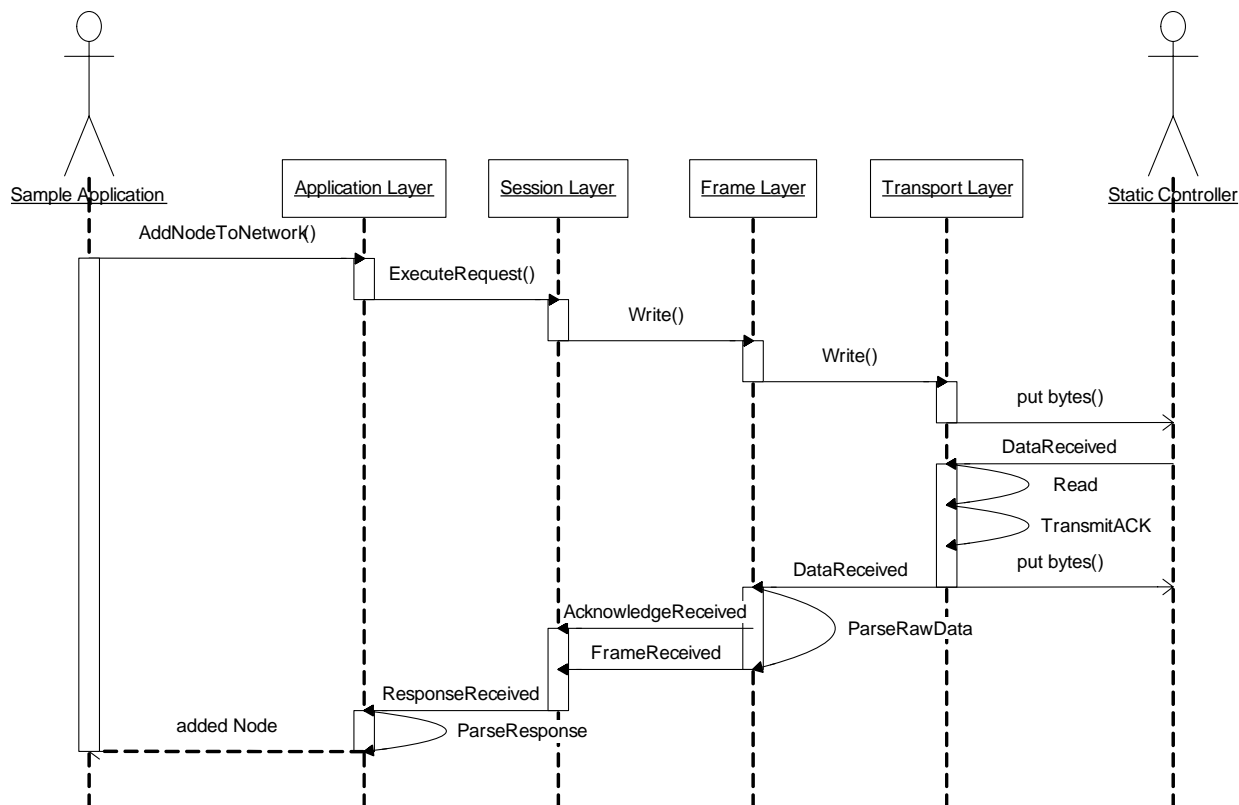 Sample Application
Application Layer
Session Layer
Frame Layer
Transport Layer
Static Controller
AddNodeToNetwork()
ExecuteRequest()
Write()
Write()
put bytes()
DataReceived
Read
TransmitACK
DataReceived
put bytes()
AcknowledgeReceived
ParseRawData
FrameReceived
ResponseReceived
added Node
ParseResponse